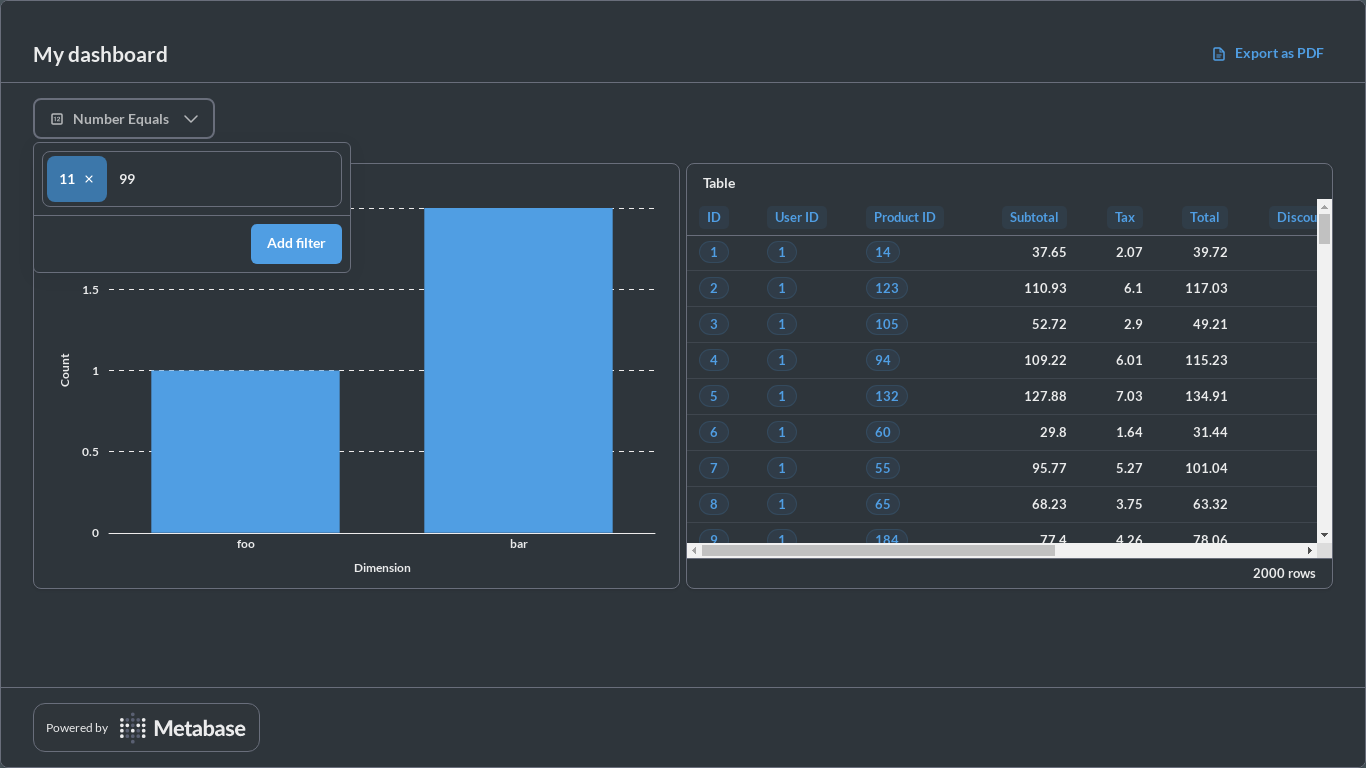 My dashboard
Export as PDF
12 Number Equals
11 × 99
Add filter
1.5
1
0.5
0
Count
foo bar
Dimension
Table
ID User ID Product ID Subtotal Tax Total Discou
1 1 14 37.65 2.07 39.72
2 1 123 110.93 6.1 117.03
3 1 105 52.72 2.9 49.21
4 1 94 109.22 6.01 115.23
5 1 132 127.88 7.03 134.91
6 1 60 29.8 1.64 31.44
7 1 55 95.77 5.27 101.04
8 1 65 68.23 3.75 63.32
9 1 184 77.4 4.26 78.06
2000 rows
Powered by Metabase